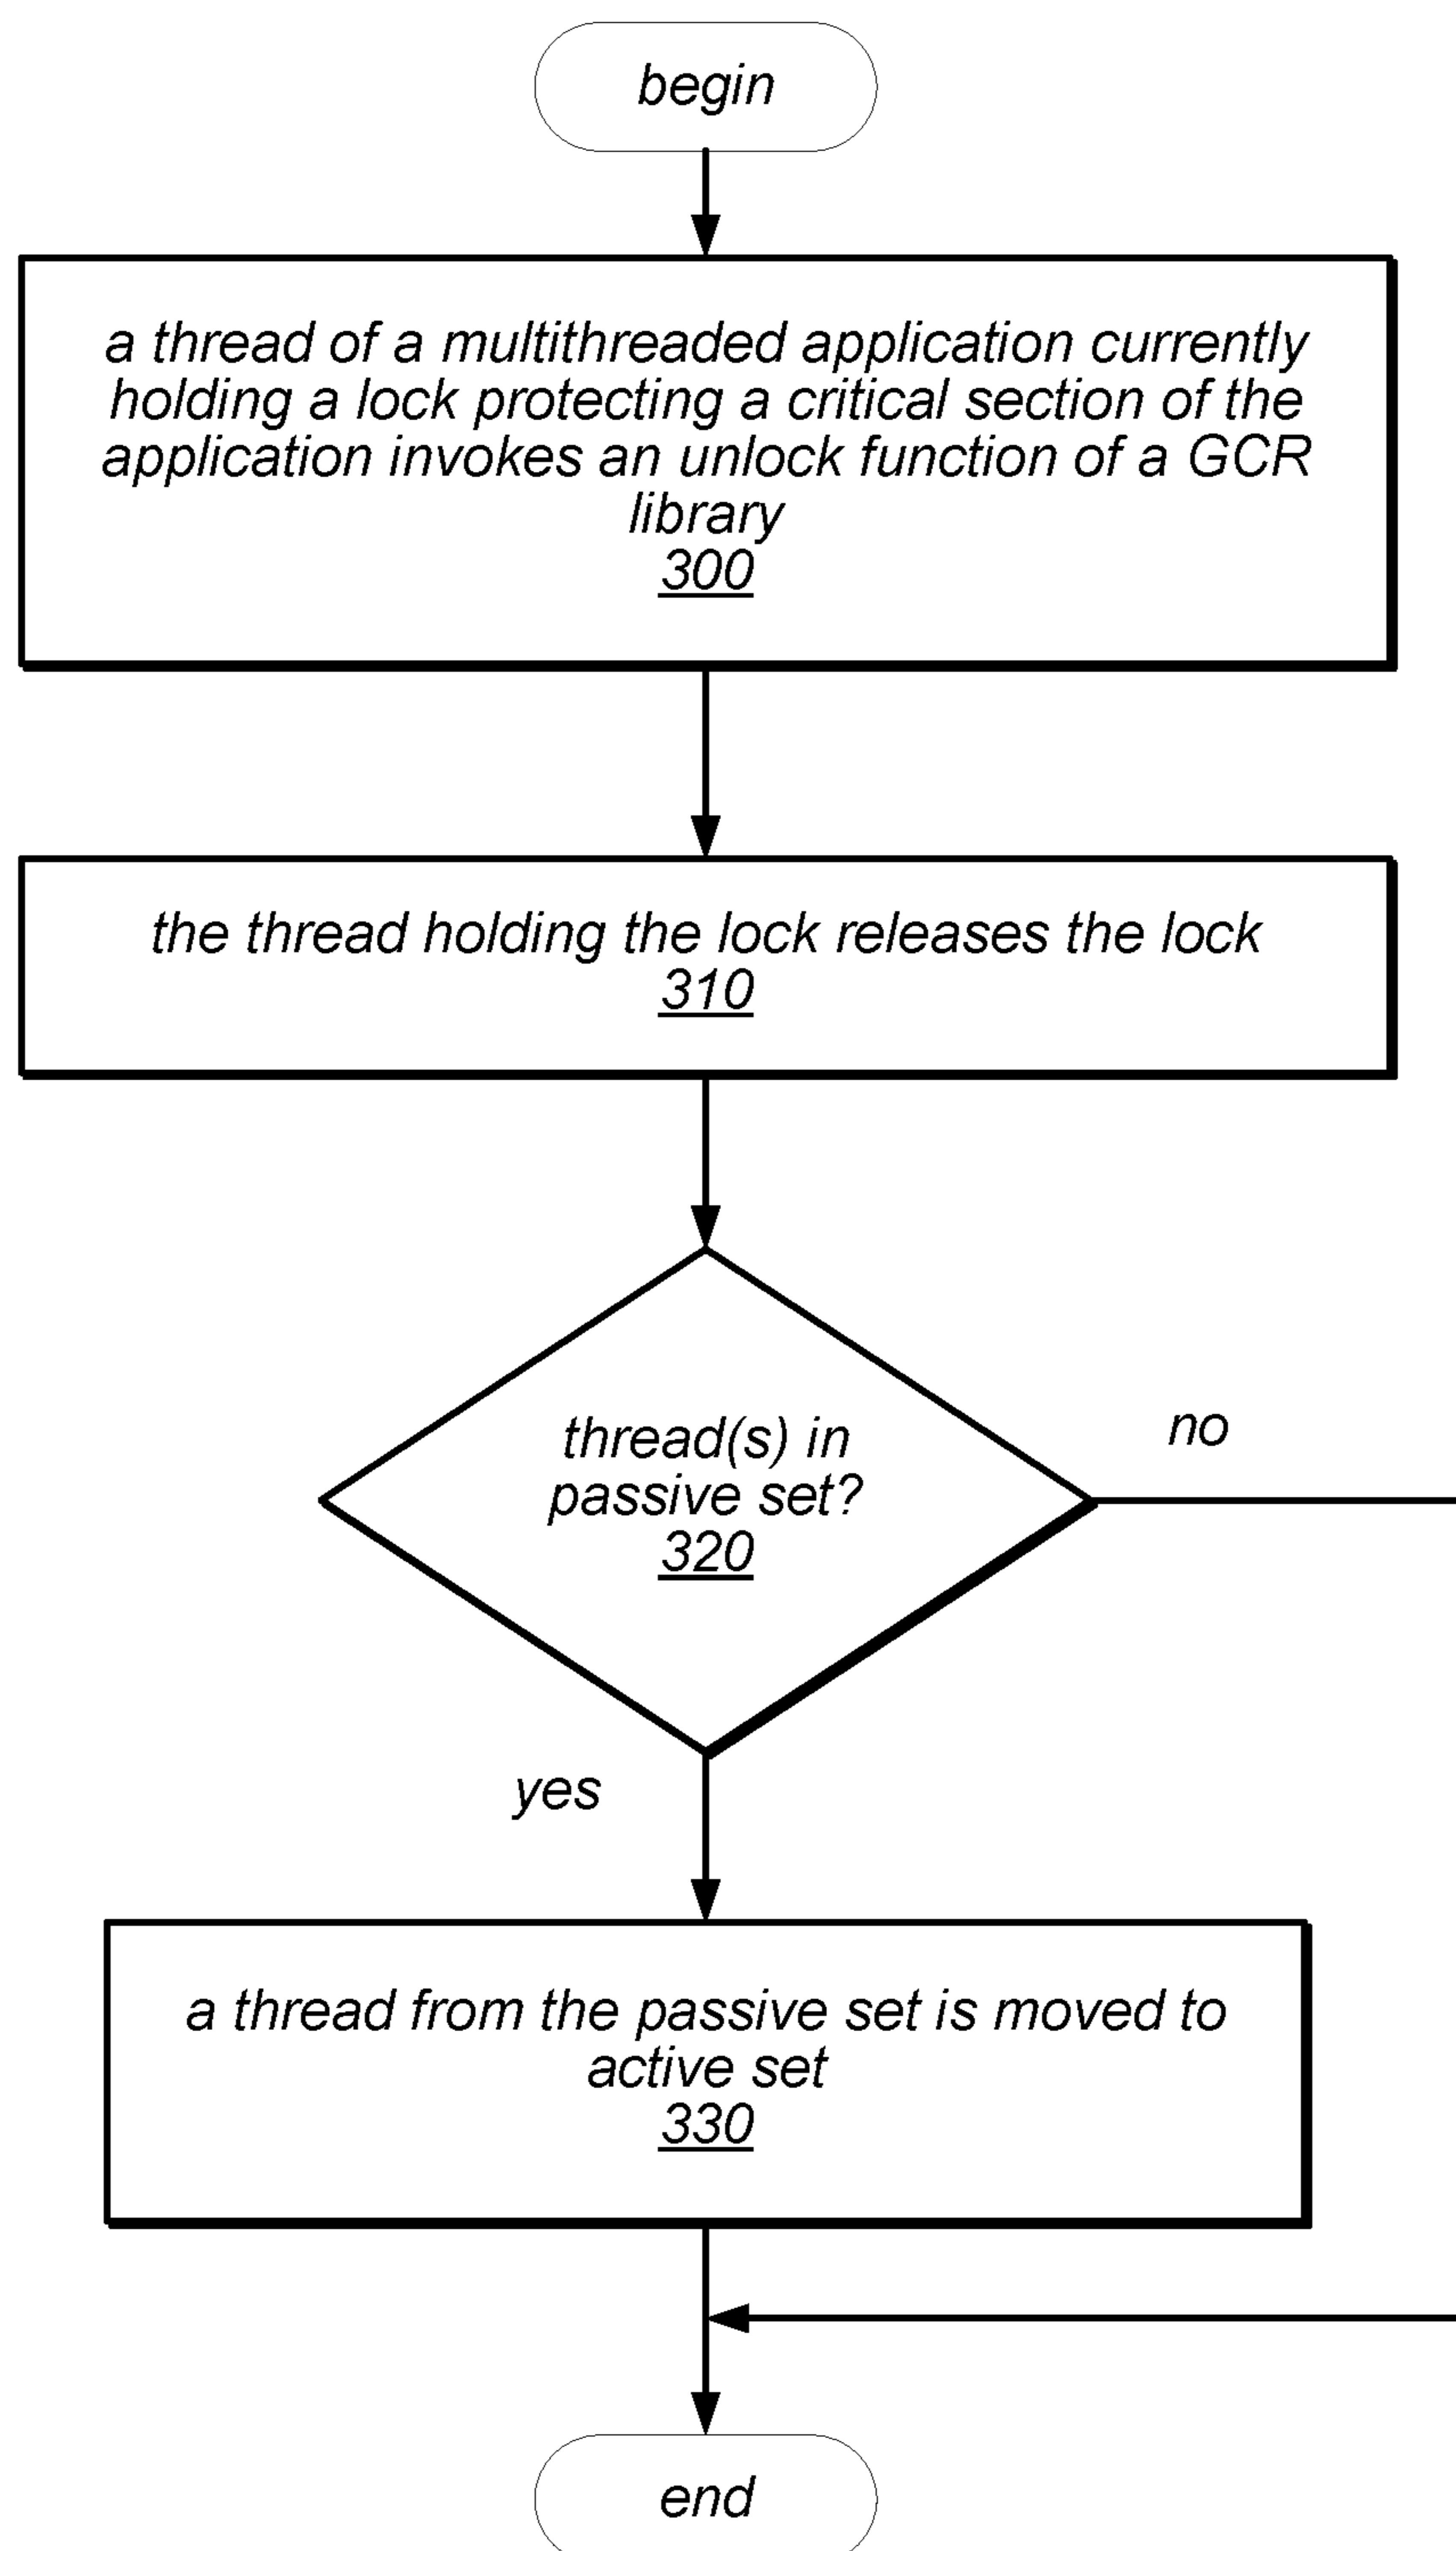 begin
a thread of a multithreaded application currently
holding a lock protecting a critical section of the
application invokes an unlock function of a GCR
library
300
the thread holding the lock releases the lock
310
thread(s) in
passive set?
320
no
yes
a thread from the passive set is moved to
active set
330
end